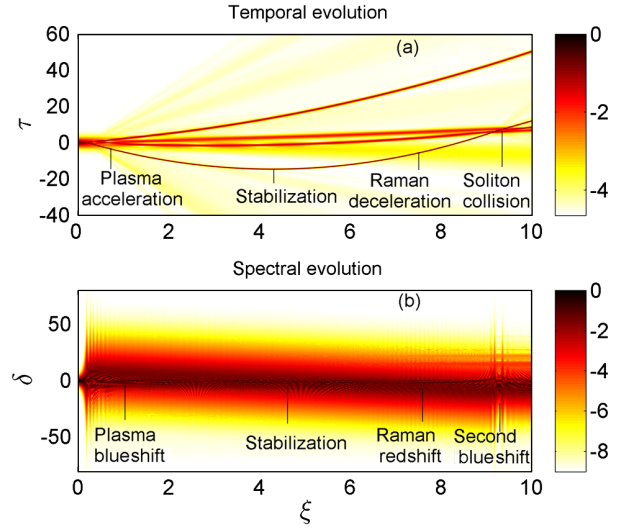 Temporal evolution
(a)
60
40
20
0
-20
-40
τ
Plasma
acceleration
Stabilization
Raman
deceleration
Soliton
collision
0 2 4 6 8 10
0
-2
-4
Spectral evolution
(b)
50
0
-50
δ
Plasma
blueshift
Stabilization
Raman
redshift
Second
blueshift
0 2 4 6 8 10
ξ
0
-2
-4
-6
-8